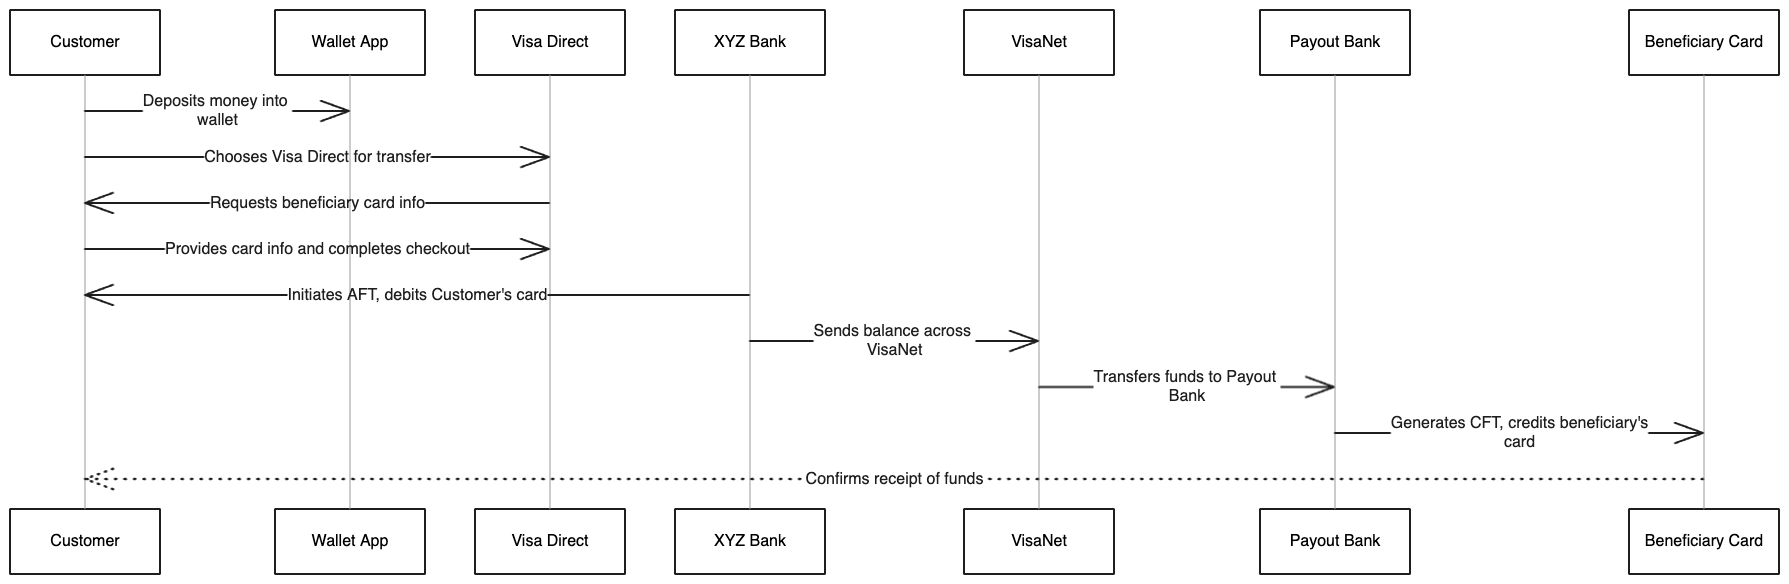 Customer
Wallet App
Visa Direct
XYZ Bank
VisaNet
Payout Bank
Beneficiary Card
Deposits money into
wallet
Chooses Visa Direct for transfer
Requests beneficiary card info
Provides card info and completes checkout
Initiates AFT, debits Customer's card
Sends balance across
VisaNet
Transfers funds to Payout
Bank
Generates CFT, credits beneficiary's
card
Confirms receipt of funds
Customer
Wallet App
Visa Direct
XYZ Bank
VisaNet
Payout Bank
Beneficiary Card